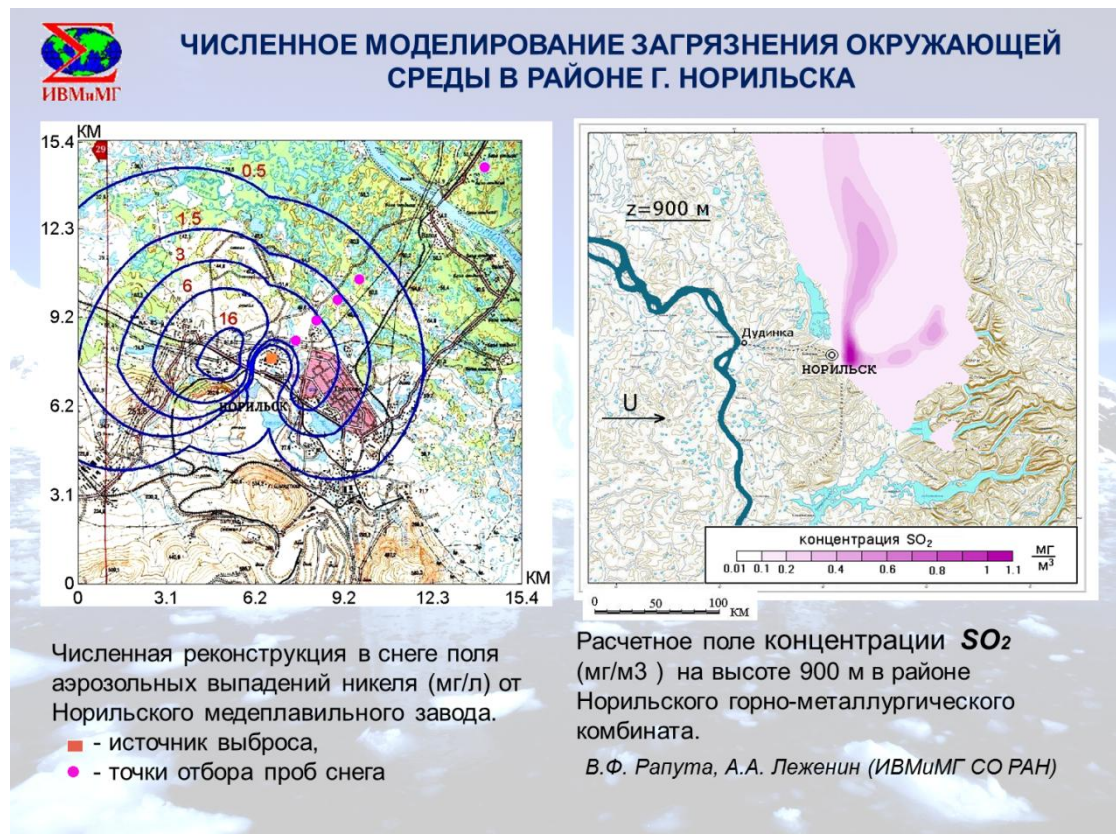 ИВМиМГ
ЧИСЛЕННОЕ МОДЕЛИРОВАНИЕ ЗАГРЯЗНЕНИЯ ОКРУЖАЮЩЕЙ
СРЕДЫ В РАЙОНЕ Г. НОРИЛЬСКА
КМ
15.4
12.3
9.2
6.2
3.1
0
29
0.5
1.5
3
6
16
НОРИЛЬСК
КМ
0 3.1 6.2 9.2 12.3 15.4
z=900 м
Дудинка
НОРИЛЬСК
U
концентрация SO₂
0.01 0.1 0.2 0.4 0.6 0.8 1 1.1
мг
м³
0 50 100 КМ
Численная реконструкция в снеге поля
аэрозольных выпадений никеля (мг/л) от
Норильского медеплавильного завода.
- источник выброса,
- точки отбора проб снега
Расчетное поле концентрации SO₂
(мг/м3 ) на высоте 900 м в районе
Норильского горно-металлургического
комбината.
В.Ф. Рапута, А.А. Леженин (ИВМиМГ СО РАН)